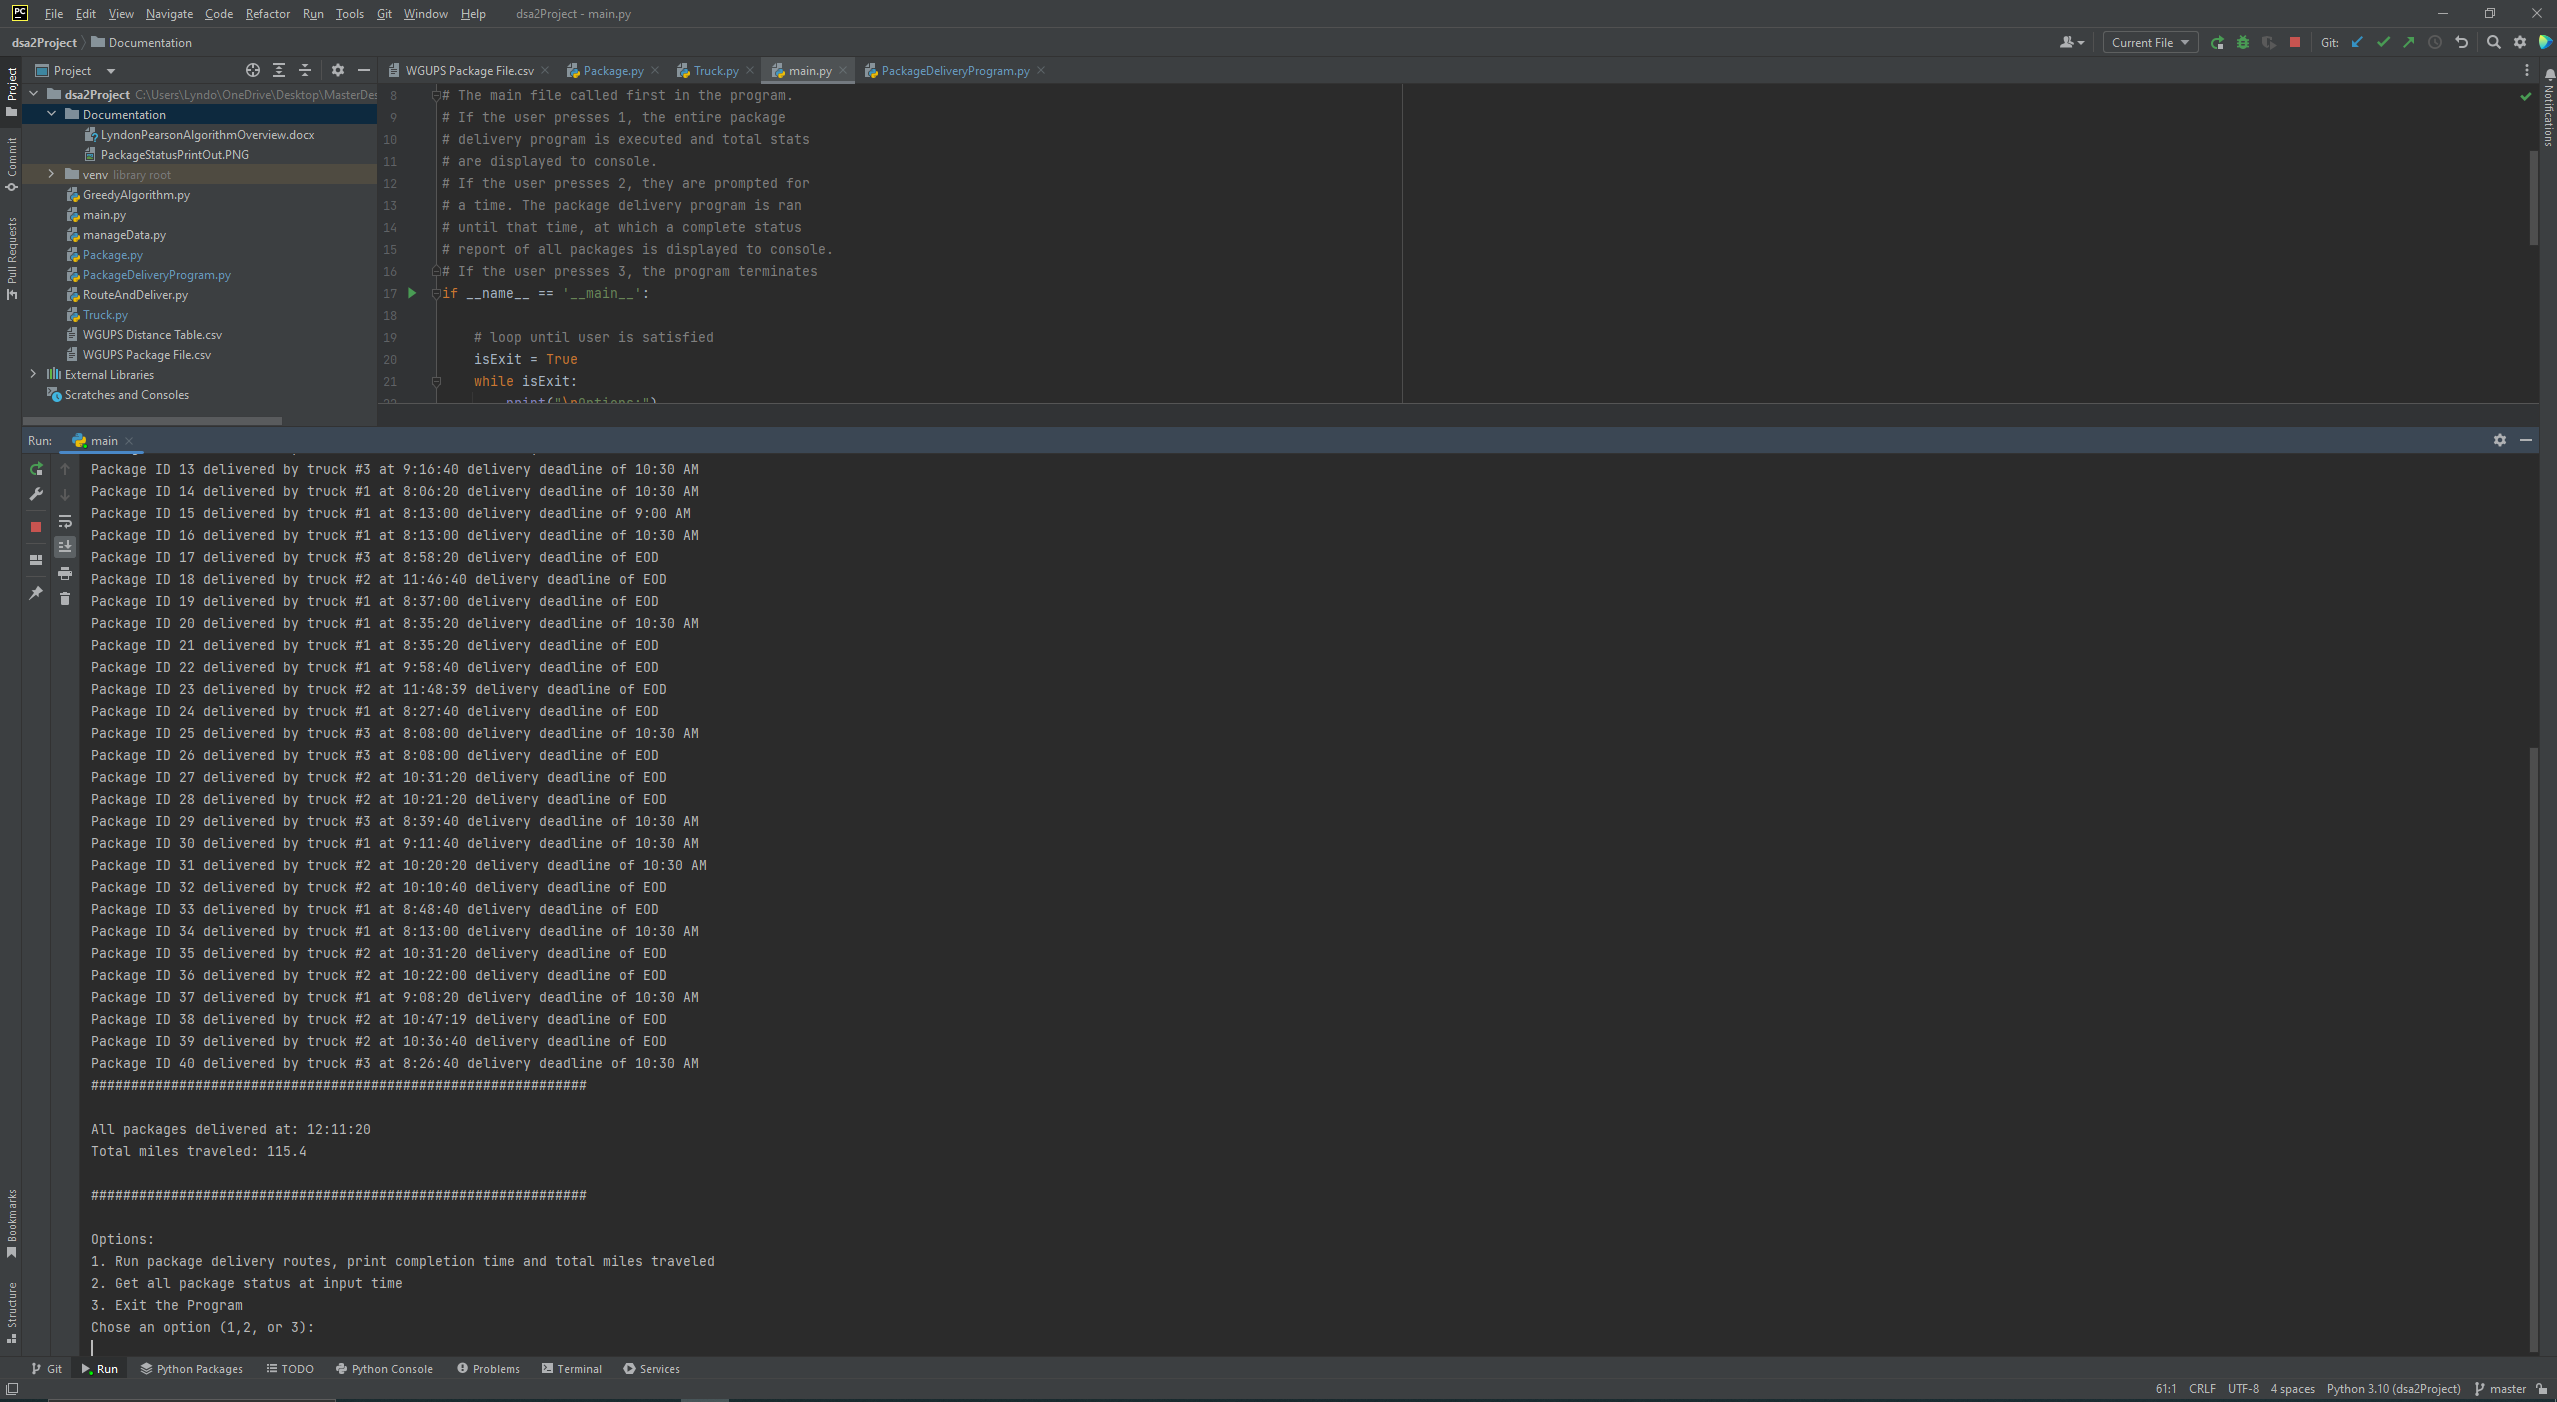 PC File Edit View Navigate Code Refactor Run Tools Git Window Help dsa2Project - main.py
dsa2Project Documentation
Current File Git:
Project
WGUPS Package File.csv Package.py Truck.py main.py PackageDeliveryProgram.py
dsa2Project C:\Users\Lyndo\OneDrive\Desktop\MasterDes
Documentation
LyndonPearsonAlgorithmOverview.docx
PackageStatusPrintOut.PNG
venv library root
GreedyAlgorithm.py
main.py
manageData.py
Package.py
PackageDeliveryProgram.py
RouteAndDeliver.py
Truck.py
WGUPS Distance Table.csv
WGUPS Package File.csv
External Libraries
Scratches and Consoles
Project
Commit
Pull Requests
Bookmarks
Structure
Notifications
8 # The main file called first in the program.
9 # If the user presses 1, the entire package
10 # delivery program is executed and total stats
11 # are displayed to console.
12 # If the user presses 2, they are prompted for
13 # a time. The package delivery program is ran
14 # until that time, at which a complete status
15 # report of all packages is displayed to console.
16 # If the user presses 3, the program terminates
17 if __name__ == '__main__':
18
19 # loop until user is satisfied
20 isExit = True
21 while isExit:
22 print("\nOptions:")
Run: main
Package ID 13 delivered by truck #3 at 9:16:40 delivery deadline of 10:30 AM
Package ID 14 delivered by truck #1 at 8:06:20 delivery deadline of 10:30 AM
Package ID 15 delivered by truck #1 at 8:13:00 delivery deadline of 9:00 AM
Package ID 16 delivered by truck #1 at 8:13:00 delivery deadline of 10:30 AM
Package ID 17 delivered by truck #3 at 8:58:20 delivery deadline of EOD
Package ID 18 delivered by truck #2 at 11:46:40 delivery deadline of EOD
Package ID 19 delivered by truck #1 at 8:37:00 delivery deadline of EOD
Package ID 20 delivered by truck #1 at 8:35:20 delivery deadline of 10:30 AM
Package ID 21 delivered by truck #1 at 8:35:20 delivery deadline of EOD
Package ID 22 delivered by truck #1 at 9:58:40 delivery deadline of EOD
Package ID 23 delivered by truck #2 at 11:48:39 delivery deadline of EOD
Package ID 24 delivered by truck #1 at 8:27:40 delivery deadline of EOD
Package ID 25 delivered by truck #3 at 8:08:00 delivery deadline of 10:30 AM
Package ID 26 delivered by truck #3 at 8:08:00 delivery deadline of EOD
Package ID 27 delivered by truck #2 at 10:31:20 delivery deadline of EOD
Package ID 28 delivered by truck #2 at 10:21:20 delivery deadline of EOD
Package ID 29 delivered by truck #3 at 8:39:40 delivery deadline of 10:30 AM
Package ID 30 delivered by truck #1 at 9:11:40 delivery deadline of 10:30 AM
Package ID 31 delivered by truck #2 at 10:20:20 delivery deadline of 10:30 AM
Package ID 32 delivered by truck #2 at 10:10:40 delivery deadline of EOD
Package ID 33 delivered by truck #1 at 8:48:40 delivery deadline of EOD
Package ID 34 delivered by truck #1 at 8:13:00 delivery deadline of 10:30 AM
Package ID 35 delivered by truck #2 at 10:31:20 delivery deadline of EOD
Package ID 36 delivered by truck #2 at 10:22:00 delivery deadline of EOD
Package ID 37 delivered by truck #1 at 9:08:20 delivery deadline of 10:30 AM
Package ID 38 delivered by truck #2 at 10:47:19 delivery deadline of EOD
Package ID 39 delivered by truck #2 at 10:36:40 delivery deadline of EOD
Package ID 40 delivered by truck #3 at 8:26:40 delivery deadline of 10:30 AM
##############################################################
All packages delivered at: 12:11:20
Total miles traveled: 115.4
##############################################################
Options:
1. Run package delivery routes, print completion time and total miles traveled
2. Get all package status at input time
3. Exit the Program
Chose an option (1,2, or 3):
Git Run Python Packages TODO Python Console Problems Terminal Services
61:1 CRLF UTF-8 4 spaces Python 3.10 (dsa2Project) master